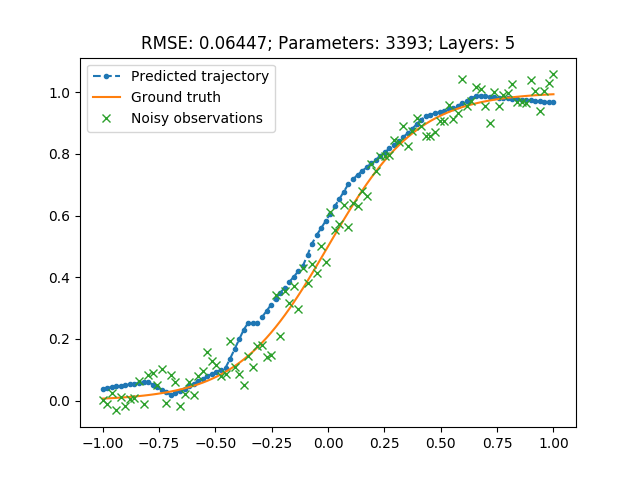 RMSE: 0.06447; Parameters: 3393; Layers: 5
Predicted trajectory
Ground truth
Noisy observations
1.0
0.8
0.6
0.4
0.2
0.0
−1.00 −0.75 −0.50 −0.25 0.00 0.25 0.50 0.75 1.00